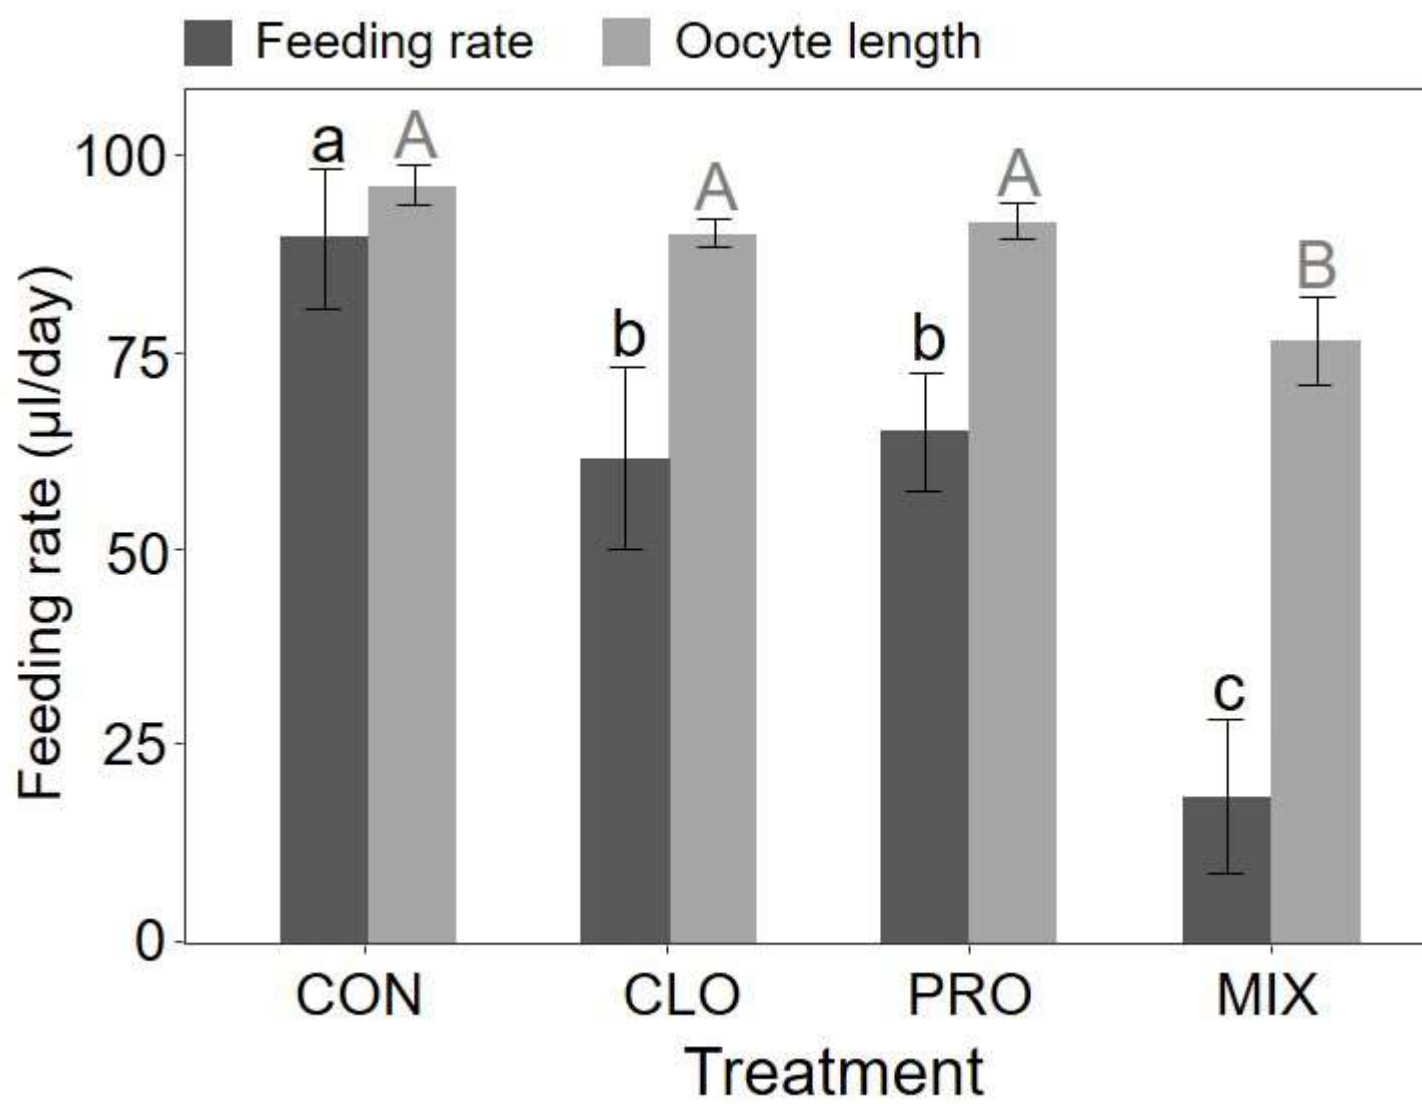 Feeding rate Oocyte length
Feeding rate (µl/day)
100
75
50
25
0
a A
b A
b A
c B
CON CLO PRO MIX
Treatment